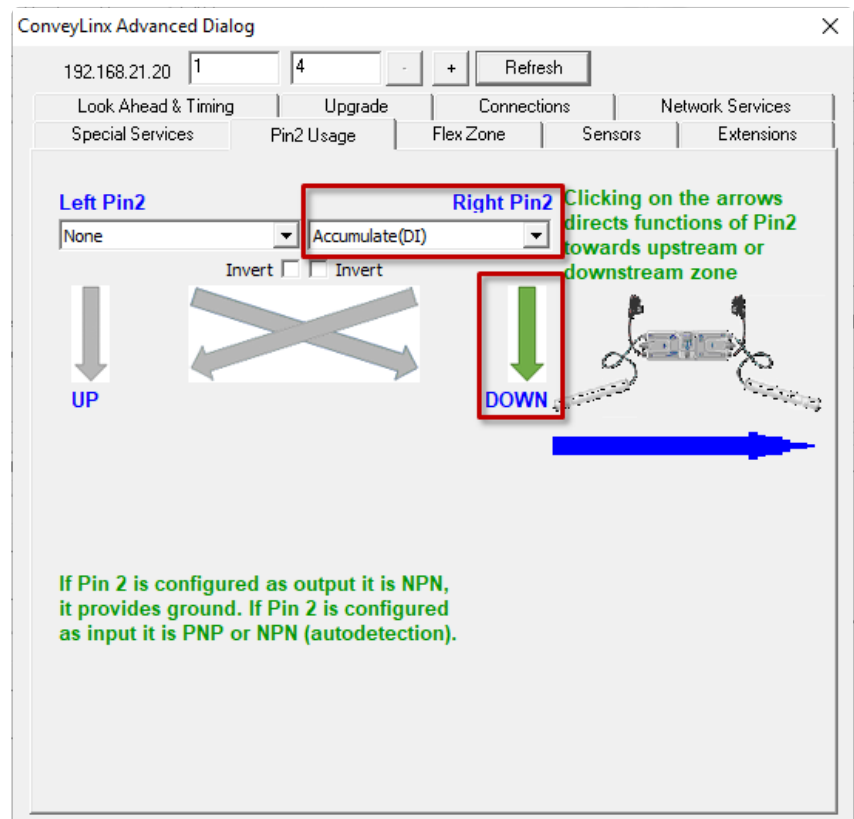 ConveyLinx Advanced Dialog
192.168.21.20 1 4 - + Refresh
Look Ahead & Timing Upgrade Connections Network Services
Special Services Pin2 Usage Flex Zone Sensors Extensions
Left Pin2 Right Pin2
None Accumulate(DI)
Invert Invert
Clicking on the arrows
directs functions of Pin2
towards upstream or
downstream zone
UP DOWN
If Pin 2 is configured as output it is NPN,
it provides ground. If Pin 2 is configured
as input it is PNP or NPN (autodetection).